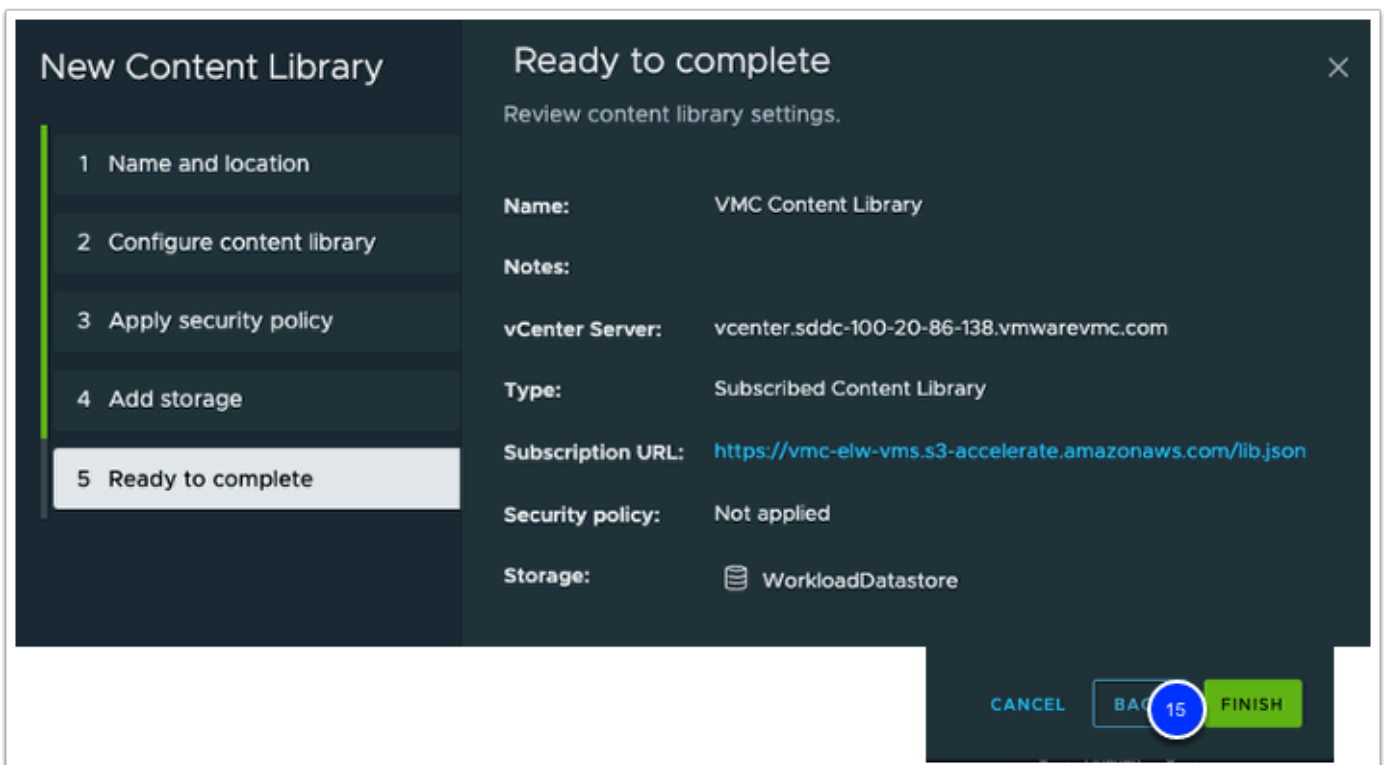 New Content Library
1 Name and location
2 Configure content library
3 Apply security policy
4 Add storage
5 Ready to complete
Ready to complete
Review content library settings.
Name: VMC Content Library
Notes:
vCenter Server: vcenter.sddc-100-20-86-138.vmwarevmc.com
Type: Subscribed Content Library
Subscription URL: https://vmc-elw-vms.s3-accelerate.amazonaws.com/lib.json
Security policy: Not applied
Storage: WorkloadDatastore
CANCEL BAC 15 FINISH